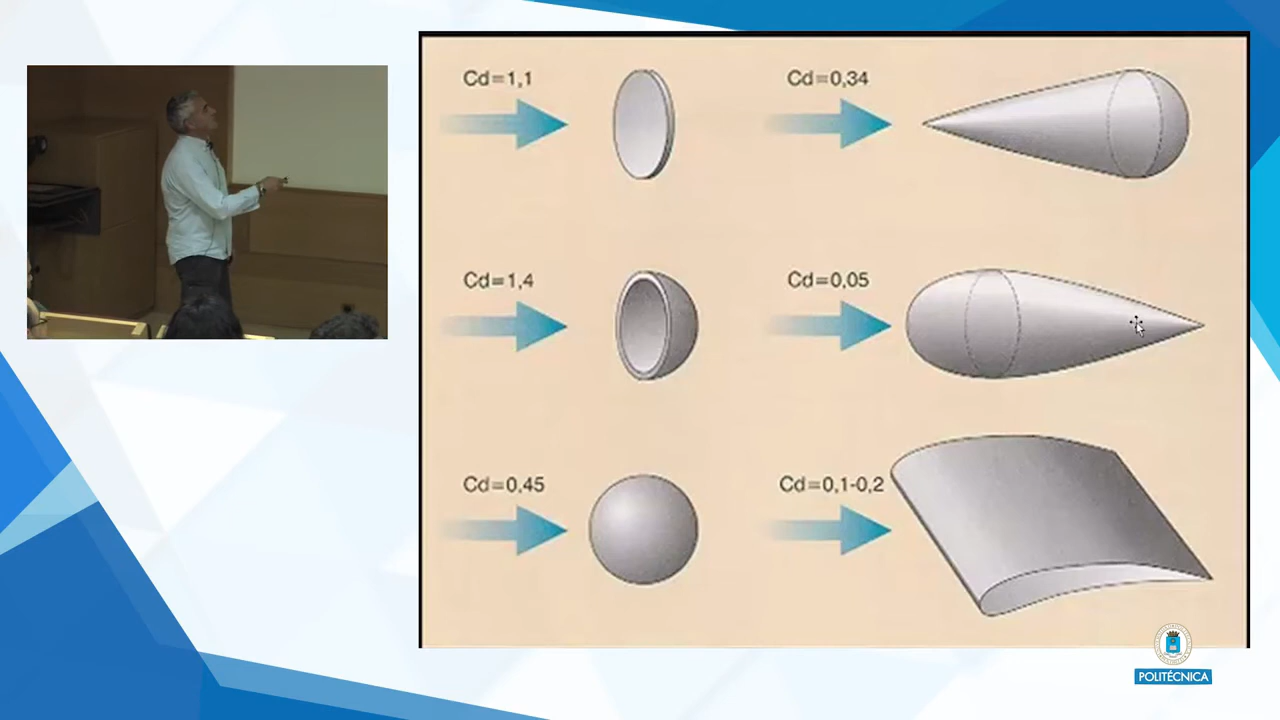 Cd=1,1
Cd=0,34
Cd=1,4
Cd=0,05
Cd=0,45
Cd=0,1-0,2
POLITÉCNICA